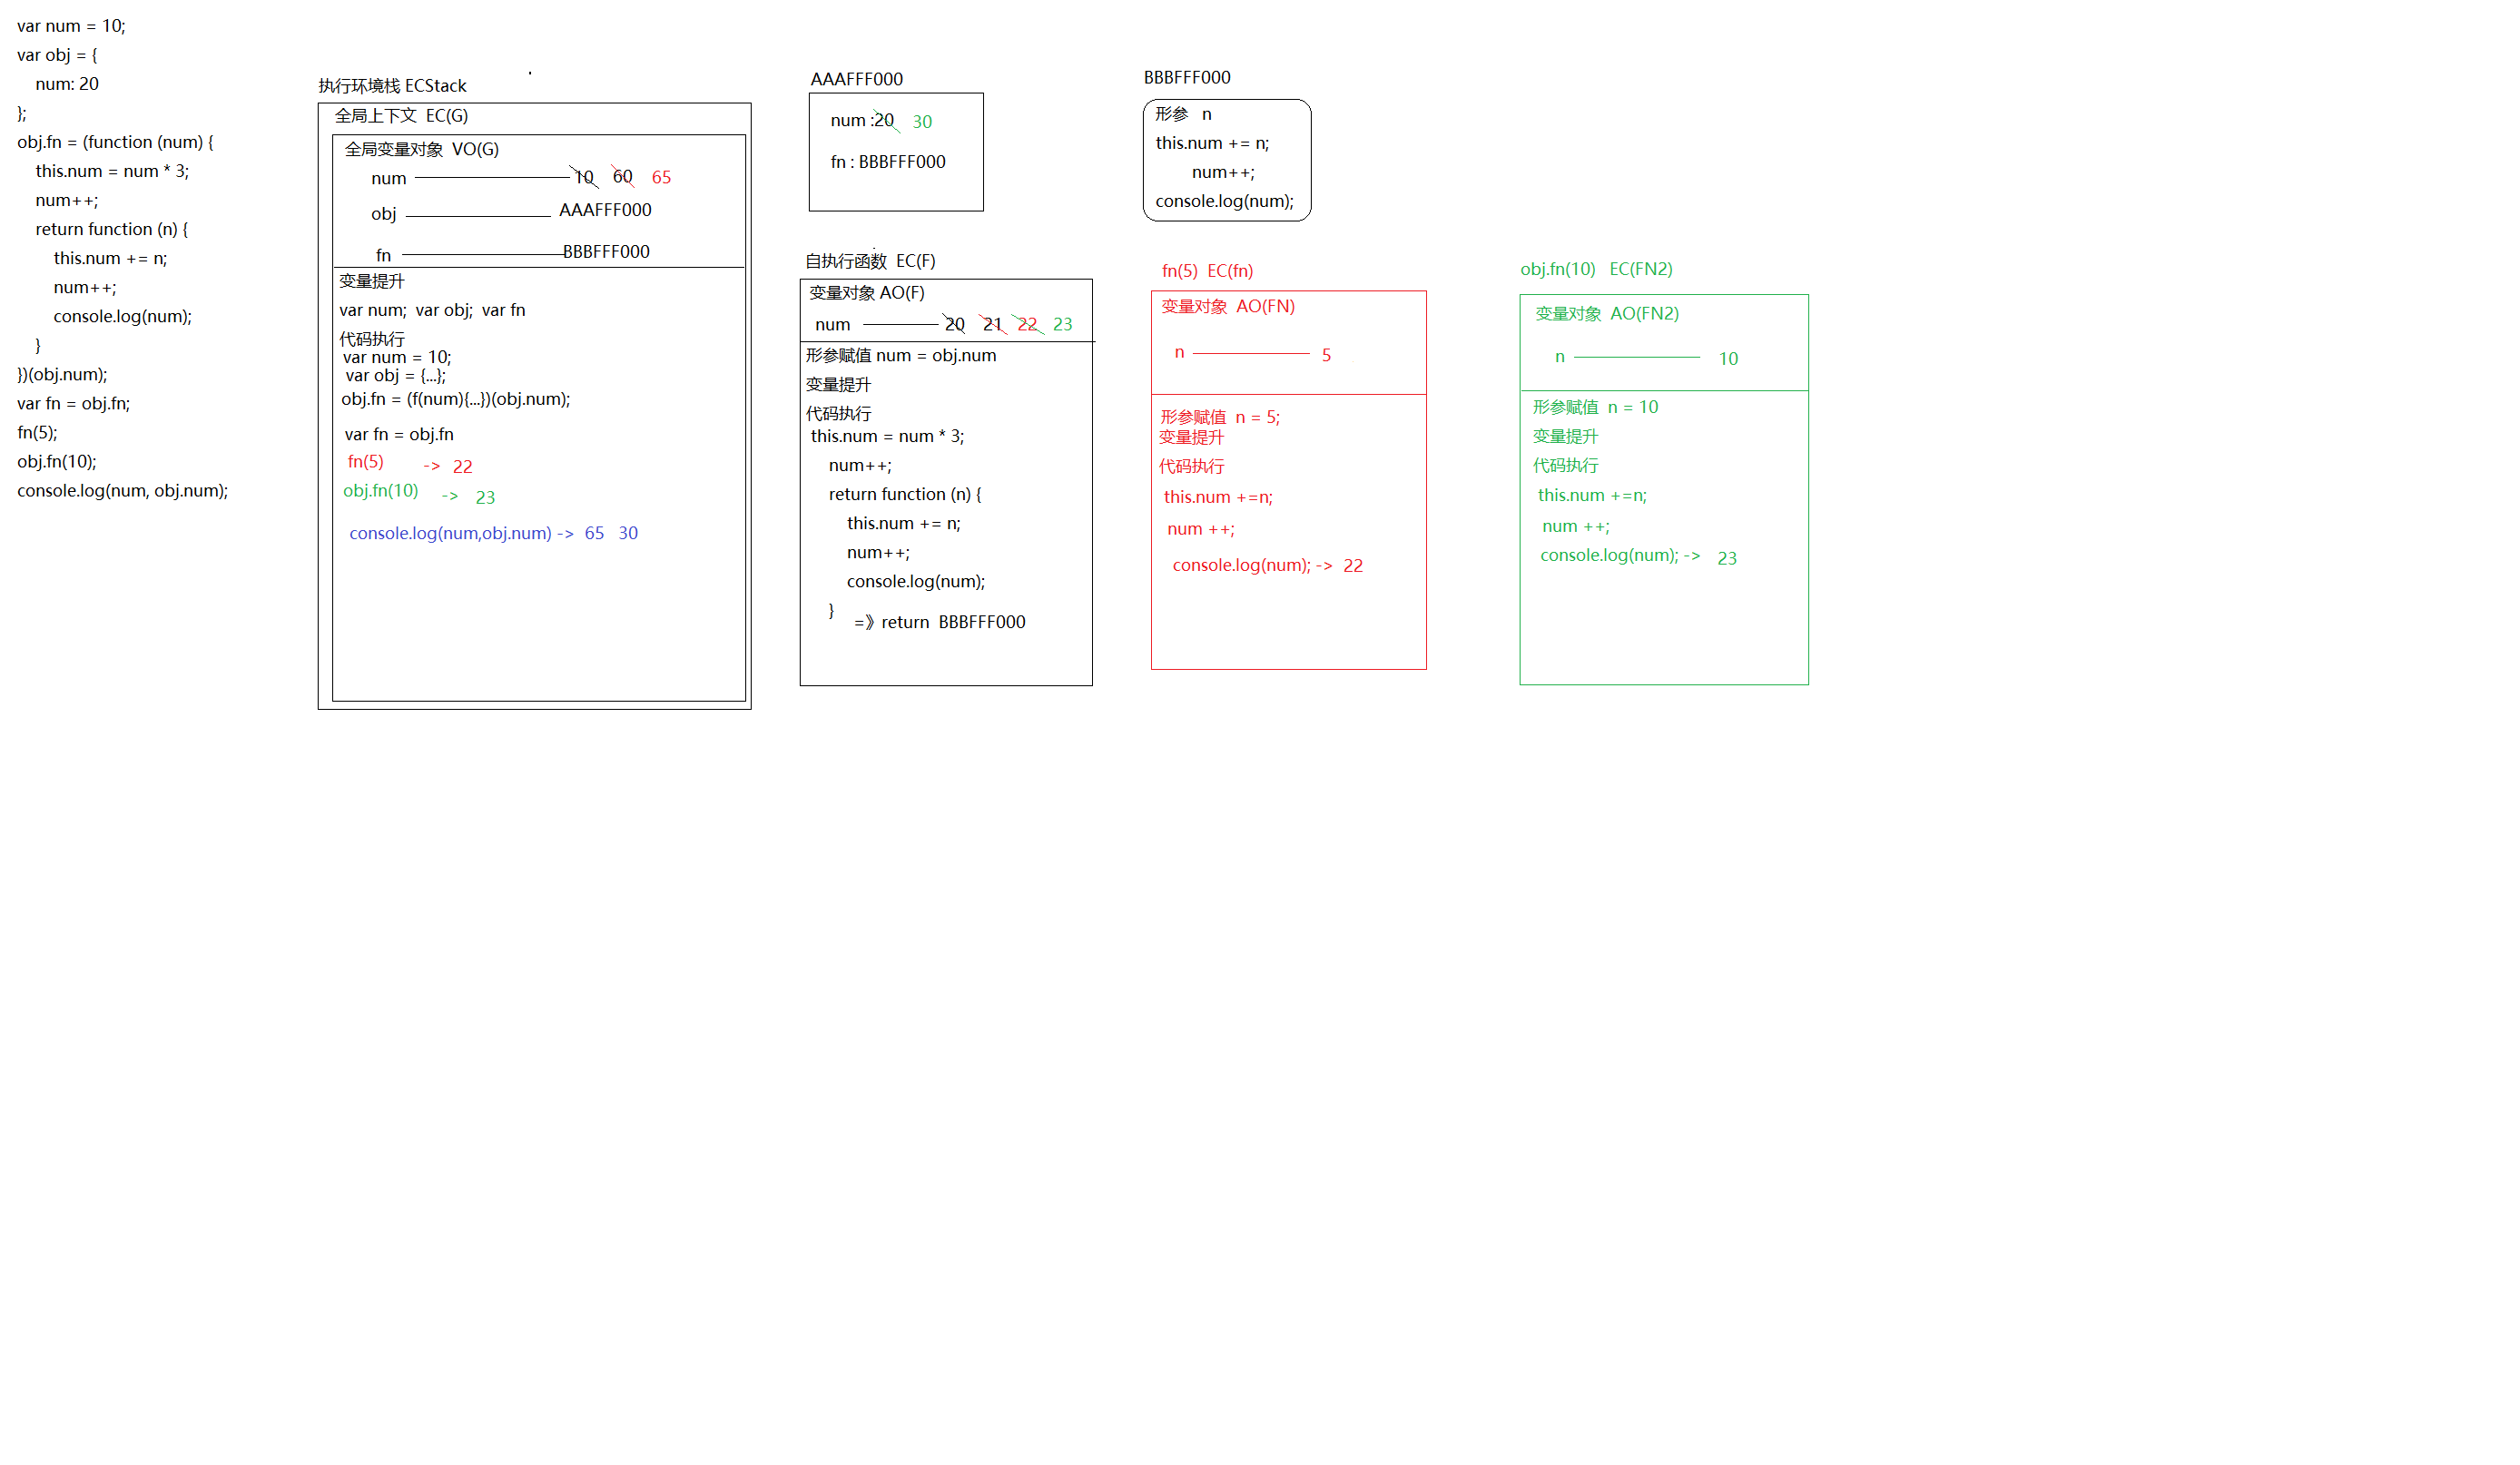 var num = 10;
var obj = {
num: 20
};
obj.fn = (function (num) {
this.num = num * 3;
num++;
return function (n) {
this.num += n;
num++;
console.log(num);
}
})(obj.num);
var fn = obj.fn;
fn(5);
obj.fn(10);
console.log(num, obj.num);
执行环境栈 ECStack
全局上下文 EC(G)
全局变量对象 VO(G)
num 10 60 65
obj AAAFFF000
fn BBBFFF000
变量提升
var num; var obj; var fn
代码执行
var num = 10;
var obj = {...};
obj.fn = (f(num){...})(obj.num);
var fn = obj.fn
fn(5) -> 22
obj.fn(10) -> 23
console.log(num,obj.num) -> 65 30
AAAFFF000
num :20 30
fn : BBBFFF000
自执行函数 EC(F)
变量对象 AO(F)
num 20 21 22 23
形参赋值 num = obj.num
变量提升
代码执行
this.num = num * 3;
num++;
return function (n) {
this.num += n;
num++;
console.log(num);
}
=》return BBBFFF000
BBBFFF000
形参 n
this.num += n;
num++;
console.log(num);
fn(5) EC(fn)
变量对象 AO(FN)
n 5
形参赋值 n = 5;
变量提升
代码执行
this.num +=n;
num ++;
console.log(num); -> 22
obj.fn(10) EC(FN2)
变量对象 AO(FN2)
n 10
形参赋值 n = 10
变量提升
代码执行
this.num +=n;
num ++;
console.log(num); -> 23